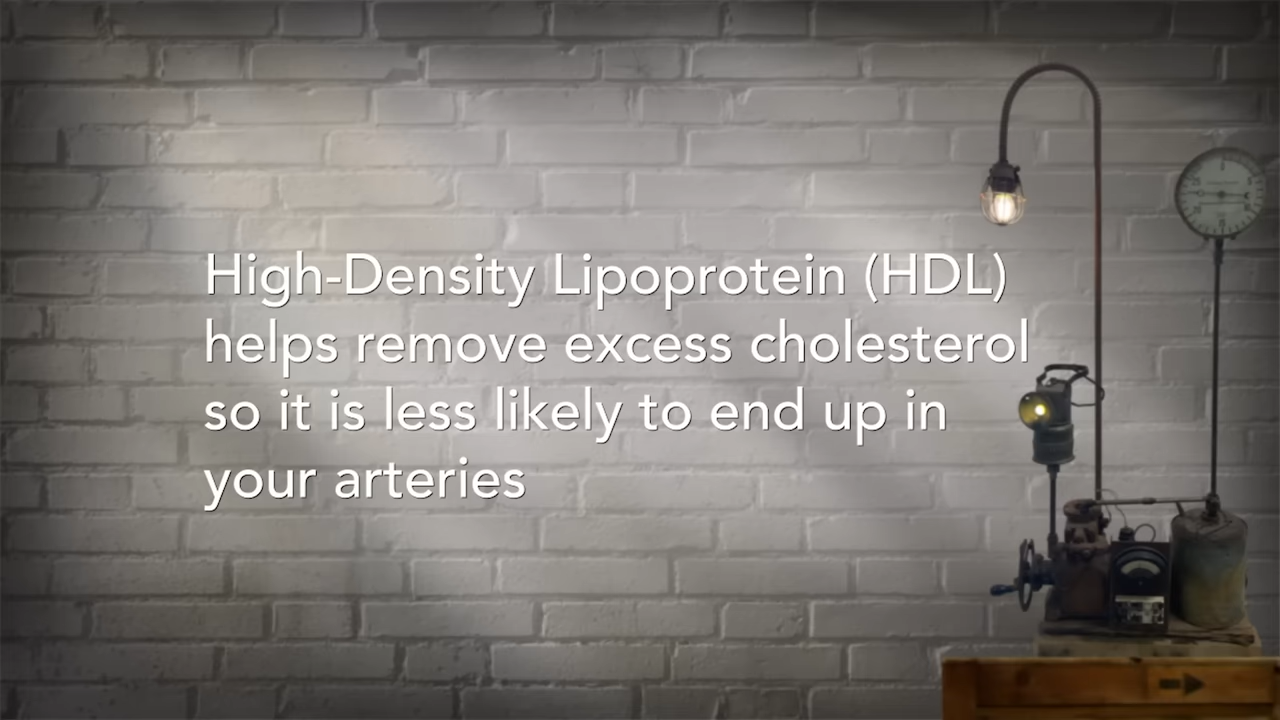 High-Density Lipoprotein (HDL)
helps remove excess cholesterol
so it is less likely to end up in
your arteries